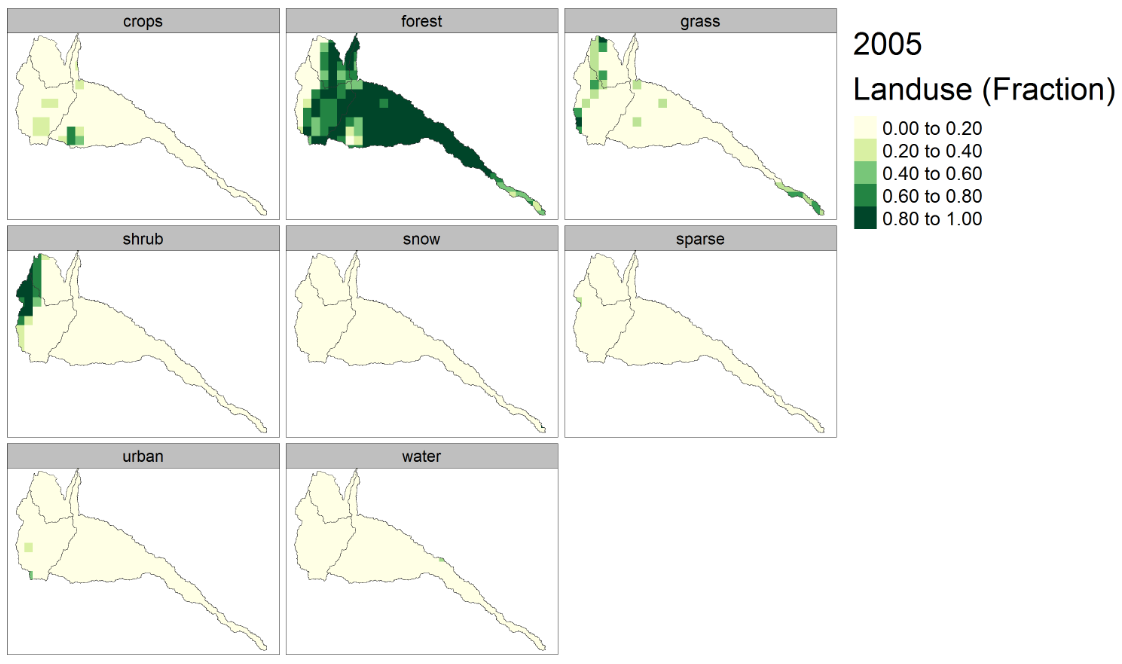 crops
forest
grass
2005
Landuse (Fraction)
0.00 to 0.20
0.20 to 0.40
0.40 to 0.60
0.60 to 0.80
0.80 to 1.00
shrub
snow
sparse
urban
water